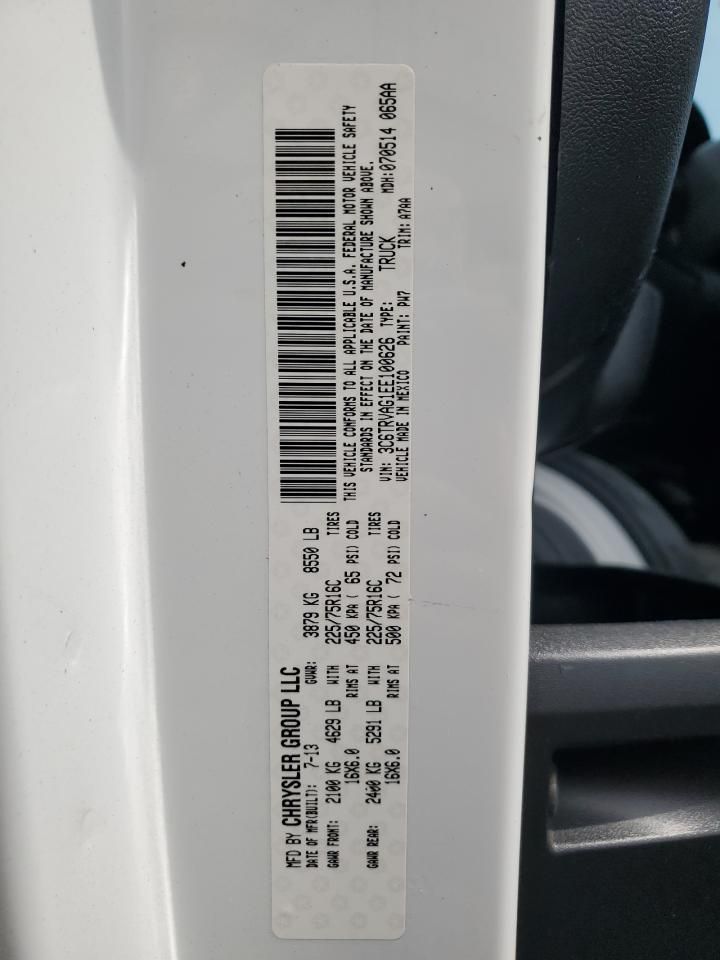 MFD BY CHRYSLER GROUP LLC
DATE OF MFR(BUILT): 7-13 GVWR: 3879 KG 8550 LB
GAWR FRONT: 2100 KG 4629 LB WITH 225/75R16C TIRES
16X6.0 RIMS AT 450 KPA ( 65 PSI) COLD
GAWR REAR: 2400 KG 5291 LB WITH 225/75R16C TIRES
16X6.0 RIMS AT 500 KPA ( 72 PSI) COLD
THIS VEHICLE CONFORMS TO ALL APPLICABLE U.S.A. FEDERAL MOTOR VEHICLE SAFETY
STANDARDS IN EFFECT ON THE DATE OF MANUFACTURE SHOWN ABOVE.
VIN: 3C6TRVAG1EE100626 TYPE: TRUCK MDH:070514 065AA
VEHICLE MADE IN MEXICO PAINT: PW7 TRIM: A7AA